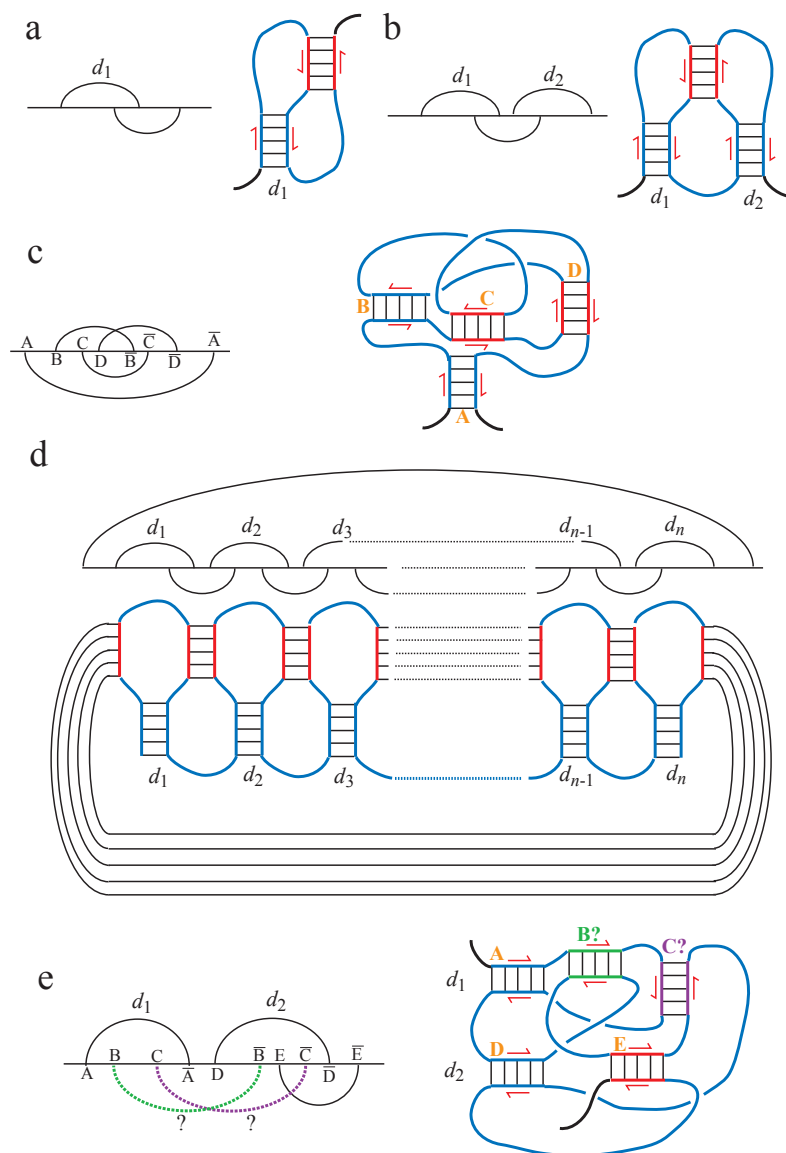 a
d1
d1
b
d1 d2
d1 d2
c
A B C D B̅ C̅ D̅ A̅
B C D
A
d
d1 d2 d3 dn-1 dn
d1 d2 d3 dn-1 dn
e
d1 d2
A B C A̅ D B̅ E C̅ D̅ E̅
? ?
A B? C?
d1
D E
d2